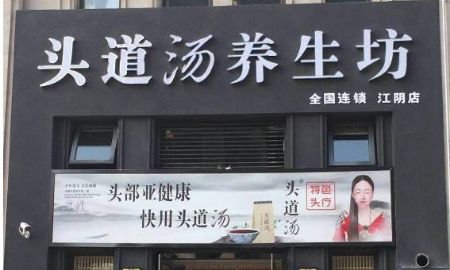 头道汤养生坊
全国连锁 江阴店
头部亚健康
快用头道汤
头道汤
特色
头疗